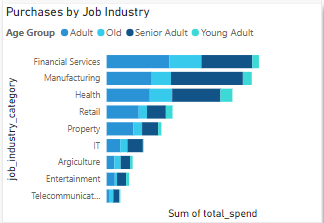 Purchases by Job Industry
Age Group Adult Old Senior Adult Young Adult
job_industry_category
Financial Services
Manufacturing
Health
Retail
Property
IT
Argiculture
Entertainment
Telecommunicat...
Sum of total_spend